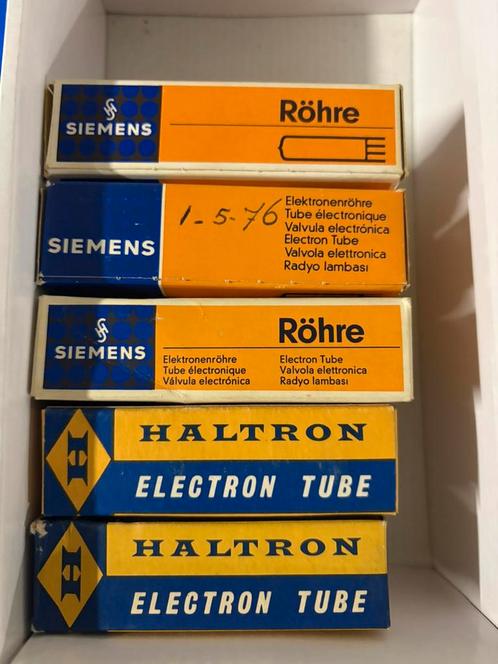 SIEMENS
Röhre
SIEMENS
1-5-76
Elektronenröhre
Tube électronique
Valvula electrónica
Electron Tube
Valvola elettronica
Radyo lambası
SIEMENS
Röhre
Elektronenröhre
Tube électronique
Válvula electrónica
Electron Tube
Valvola elettronica
Radyo lambası
HALTRON
ELECTRON TUBE
HALTRON
ELECTRON TUBE